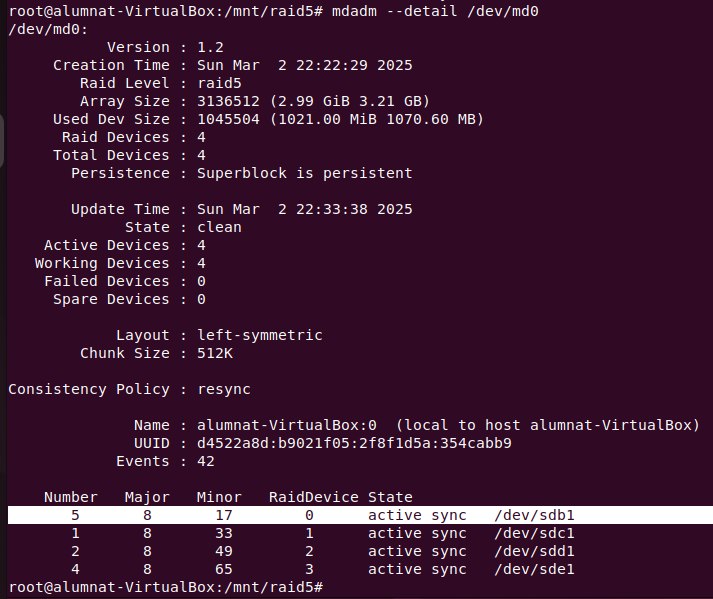 root@alumnat-VirtualBox:/mnt/raid5# mdadm --detail /dev/md0
/dev/md0:
           Version : 1.2
     Creation Time : Sun Mar  2 22:22:29 2025
        Raid Level : raid5
        Array Size : 3136512 (2.99 GiB 3.21 GB)
     Used Dev Size : 1045504 (1021.00 MiB 1070.60 MB)
      Raid Devices : 4
     Total Devices : 4
       Persistence : Superblock is persistent

       Update Time : Sun Mar  2 22:33:38 2025
             State : clean
    Active Devices : 4
   Working Devices : 4
    Failed Devices : 0
     Spare Devices : 0

            Layout : left-symmetric
        Chunk Size : 512K

Consistency Policy : resync

              Name : alumnat-VirtualBox:0  (local to host alumnat-VirtualBox)
              UUID : d4522a8d:b9021f05:2f8f1d5a:354cabb9
            Events : 42

    Number   Major   Minor   RaidDevice State
       5       8       17        0      active sync   /dev/sdb1
       1       8       33        1      active sync   /dev/sdc1
       2       8       49        2      active sync   /dev/sdd1
       4       8       65        3      active sync   /dev/sde1
root@alumnat-VirtualBox:/mnt/raid5#